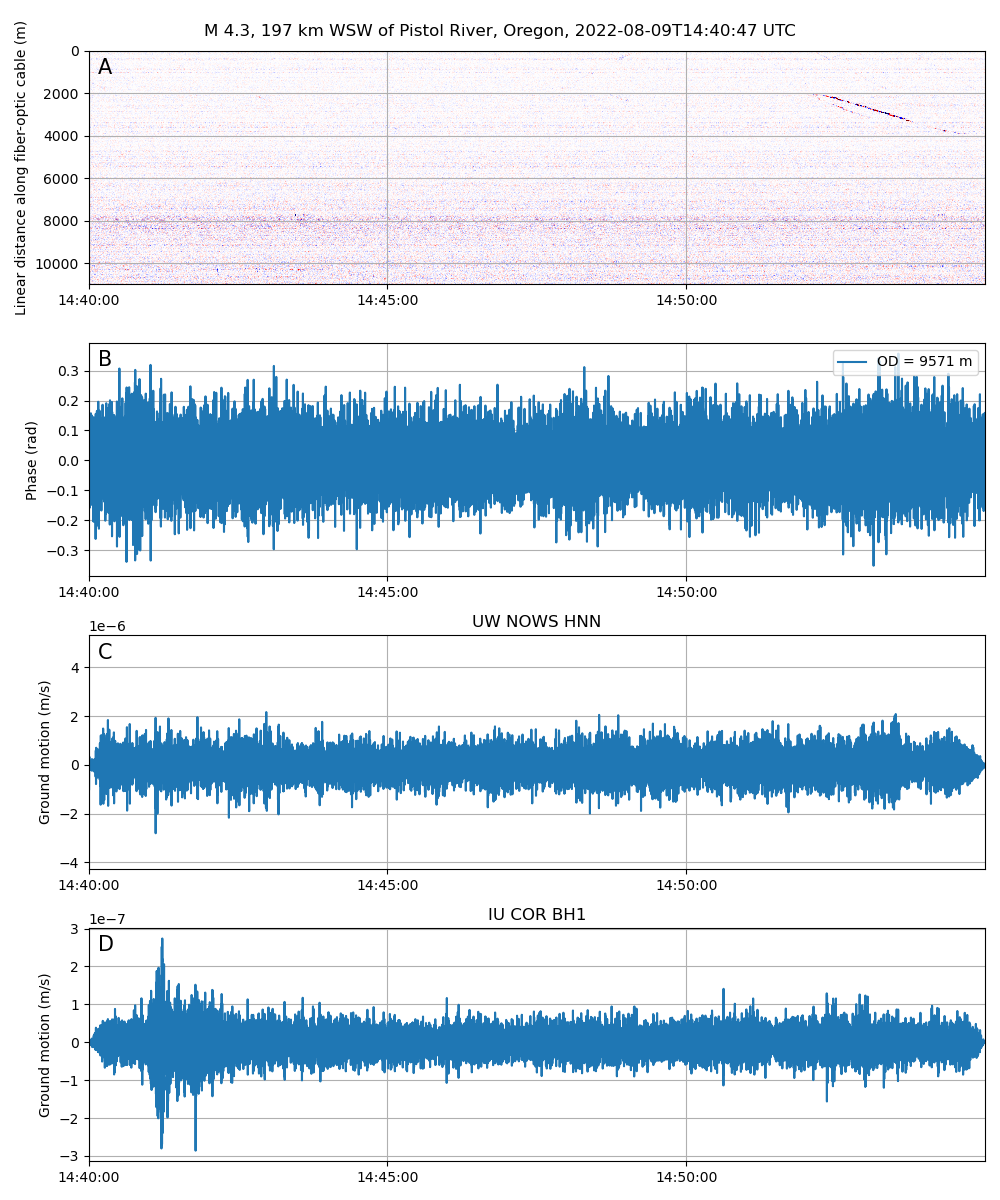 M 4.3, 197 km WSW of Pistol River, Oregon, 2022-08-09T14:40:47 UTC
Linear distance along fiber-optic cable (m)
A
0
2000
4000
6000
8000
10000
14:40:00 14:45:00 14:50:00
Phase (rad)
B
OD = 9571 m
0.3
0.2
0.1
0.0
−0.1
−0.2
−0.3
14:40:00 14:45:00 14:50:00
UW NOWS HNN
1e−6
Ground motion (m/s)
C
4
2
0
−2
−4
14:40:00 14:45:00 14:50:00
IU COR BH1
1e−7
Ground motion (m/s)
D
3
2
1
0
−1
−2
−3
14:40:00 14:45:00 14:50:00